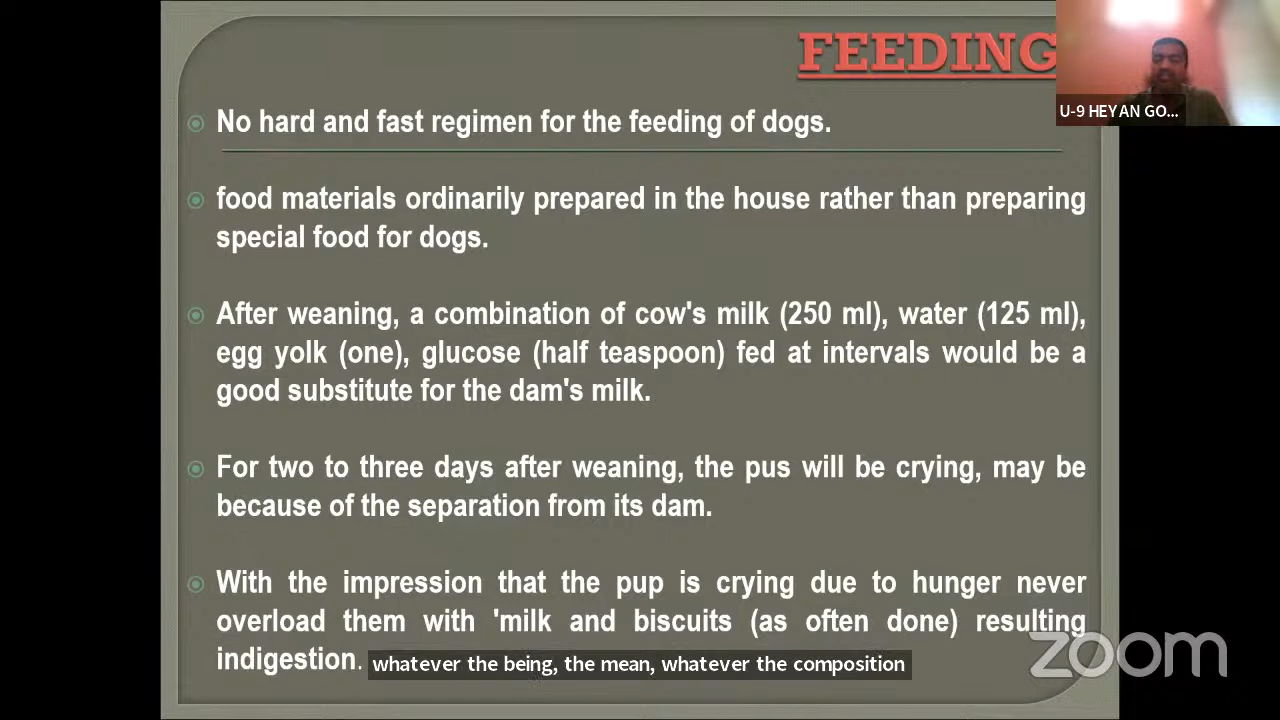 FEEDING
U-9 HEYAN GO...
No hard and fast regimen for the feeding of dogs.
food materials ordinarily prepared in the house rather than preparing
special food for dogs.
After weaning, a combination of cow's milk (250 ml), water (125 ml),
egg yolk (one), glucose (half teaspoon) fed at intervals would be a
good substitute for the dam's milk.
For two to three days after weaning, the pus will be crying, may be
because of the separation from its dam.
With the impression that the pup is crying due to hunger never
overload them with 'milk and biscuits (as often done) resulting
indigestion.
whatever the being, the mean, whatever the composition
zoom